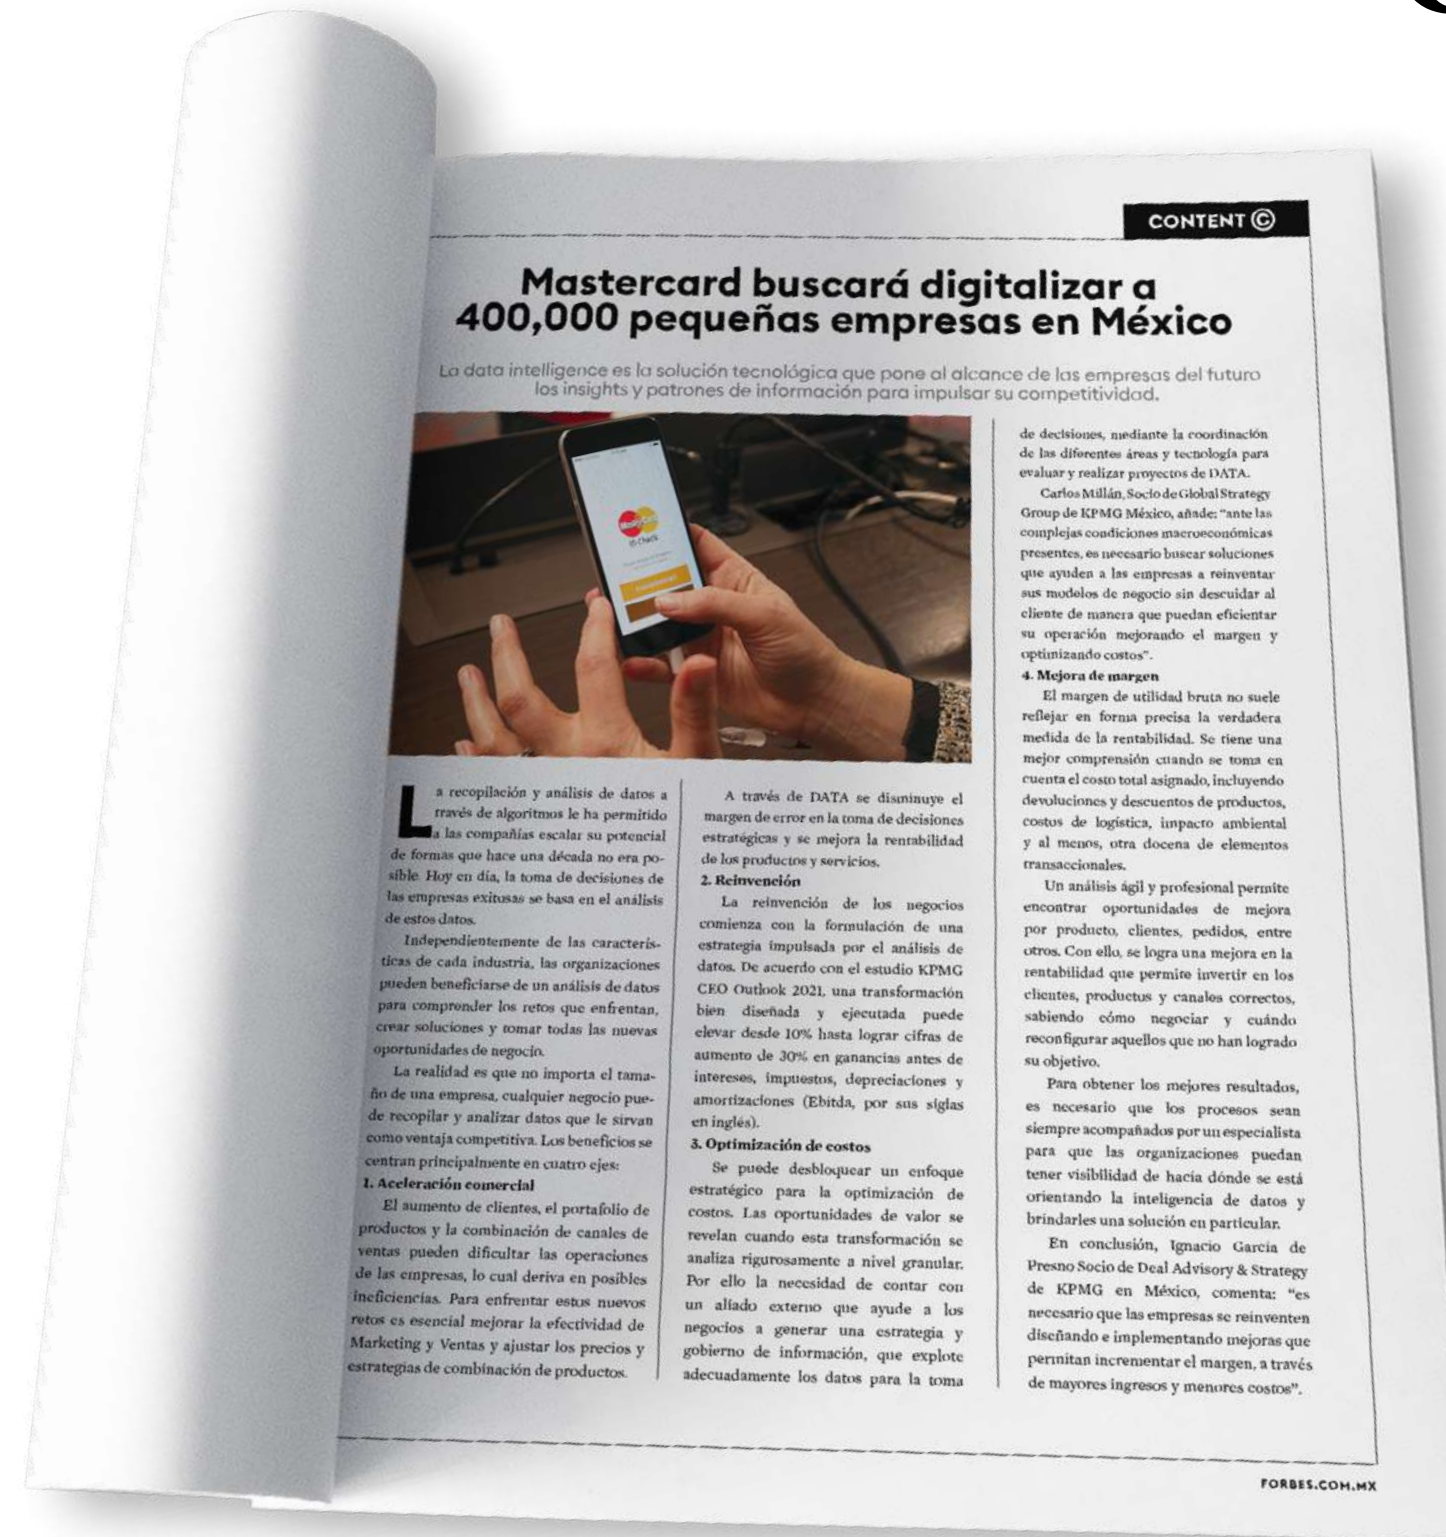 CONTENT ©
Mastercard buscará digitalizar a
400,000 pequeñas empresas en México
La data intelligence es la solución tecnológica que pone al alcance de las empresas del futuro
los insights y patrones de información para impulsar su competitividad.
MasterCard
ID Check
La recopilación y análisis de datos a
través de algoritmos le ha permitido
a las compañías escalar su potencial
de formas que hace una década no era po-
sible. Hoy en día, la toma de decisiones de
las empresas exitosas se basa en el análisis
de estos datos.
Independientemente de las caracterís-
ticas de cada industria, las organizaciones
pueden beneficiarse de un análisis de datos
para comprender los retos que enfrentan,
crear soluciones y tomar todas las nuevas
oportunidades de negocio.
La realidad es que no importa el tama-
ño de una empresa, cualquier negocio pue-
de recopilar y analizar datos que le sirvan
como ventaja competitiva. Los beneficios se
centran principalmente en cuatro ejes:
1. Aceleración comercial
El aumento de clientes, el portafolio de
productos y la combinación de canales de
ventas pueden dificultar las operaciones
de las empresas, lo cual deriva en posibles
ineficiencias. Para enfrentar estos nuevos
retos es esencial mejorar la efectividad de
Marketing y Ventas y ajustar los precios y
estrategias de combinación de productos.
A través de DATA se disminuye el
margen de error en la toma de decisiones
estratégicas y se mejora la rentabilidad
de los productos y servicios.
2. Reinvención
La reinvención de los negocios
comienza con la formulación de una
estrategia impulsada por el análisis de
datos. De acuerdo con el estudio KPMG
CEO Outlook 2021, una transformación
bien diseñada y ejecutada puede
elevar desde 10% hasta lograr cifras de
aumento de 30% en ganancias antes de
intereses, impuestos, depreciaciones y
amortizaciones (Ebitda, por sus siglas
en inglés).
3. Optimización de costos
Se puede desbloquear un enfoque
estratégico para la optimización de
costos. Las oportunidades de valor se
revelan cuando esta transformación se
analiza rigurosamente a nivel granular.
Por ello la necesidad de contar con
un aliado externo que ayude a los
negocios a generar una estrategia y
gobierno de información, que explote
adecuadamente los datos para la toma
de decisiones, mediante la coordinación
de las diferentes áreas y tecnología para
evaluar y realizar proyectos de DATA.
Carlos Millán, Socio de Global Strategy
Group de KPMG México, añade: “ante las
complejas condiciones macroeconómicas
presentes, es necesario buscar soluciones
que ayuden a las empresas a reinventar
sus modelos de negocio sin descuidar al
cliente de manera que puedan eficientar
su operación mejorando el margen y
optimizando costos”.
4. Mejora de margen
El margen de utilidad bruta no suele
reflejar en forma precisa la verdadera
medida de la rentabilidad. Se tiene una
mejor comprensión cuando se toma en
cuenta el costo total asignado, incluyendo
devoluciones y descuentos de productos,
costos de logística, impacto ambiental
y al menos, otra docena de elementos
transaccionales.
Un análisis ágil y profesional permite
encontrar oportunidades de mejora
por producto, clientes, pedidos, entre
otros. Con ello, se logra una mejora en la
rentabilidad que permite invertir en los
clientes, productos y canales correctos,
sabiendo cómo negociar y cuándo
reconfigurar aquellos que no han logrado
su objetivo.
Para obtener los mejores resultados,
es necesario que los procesos sean
siempre acompañados por un especialista
para que las organizaciones puedan
tener visibilidad de hacia dónde se está
orientando la inteligencia de datos y
brindarles una solución en particular.
En conclusión, Ignacio García de
Presno Socio de Deal Advisory & Strategy
de KPMG en México, comenta: “es
necesario que las empresas se reinventen
diseñando e implementando mejoras que
permitan incrementar el margen, a través
de mayores ingresos y menores costos”.
FORBES.COM.MX